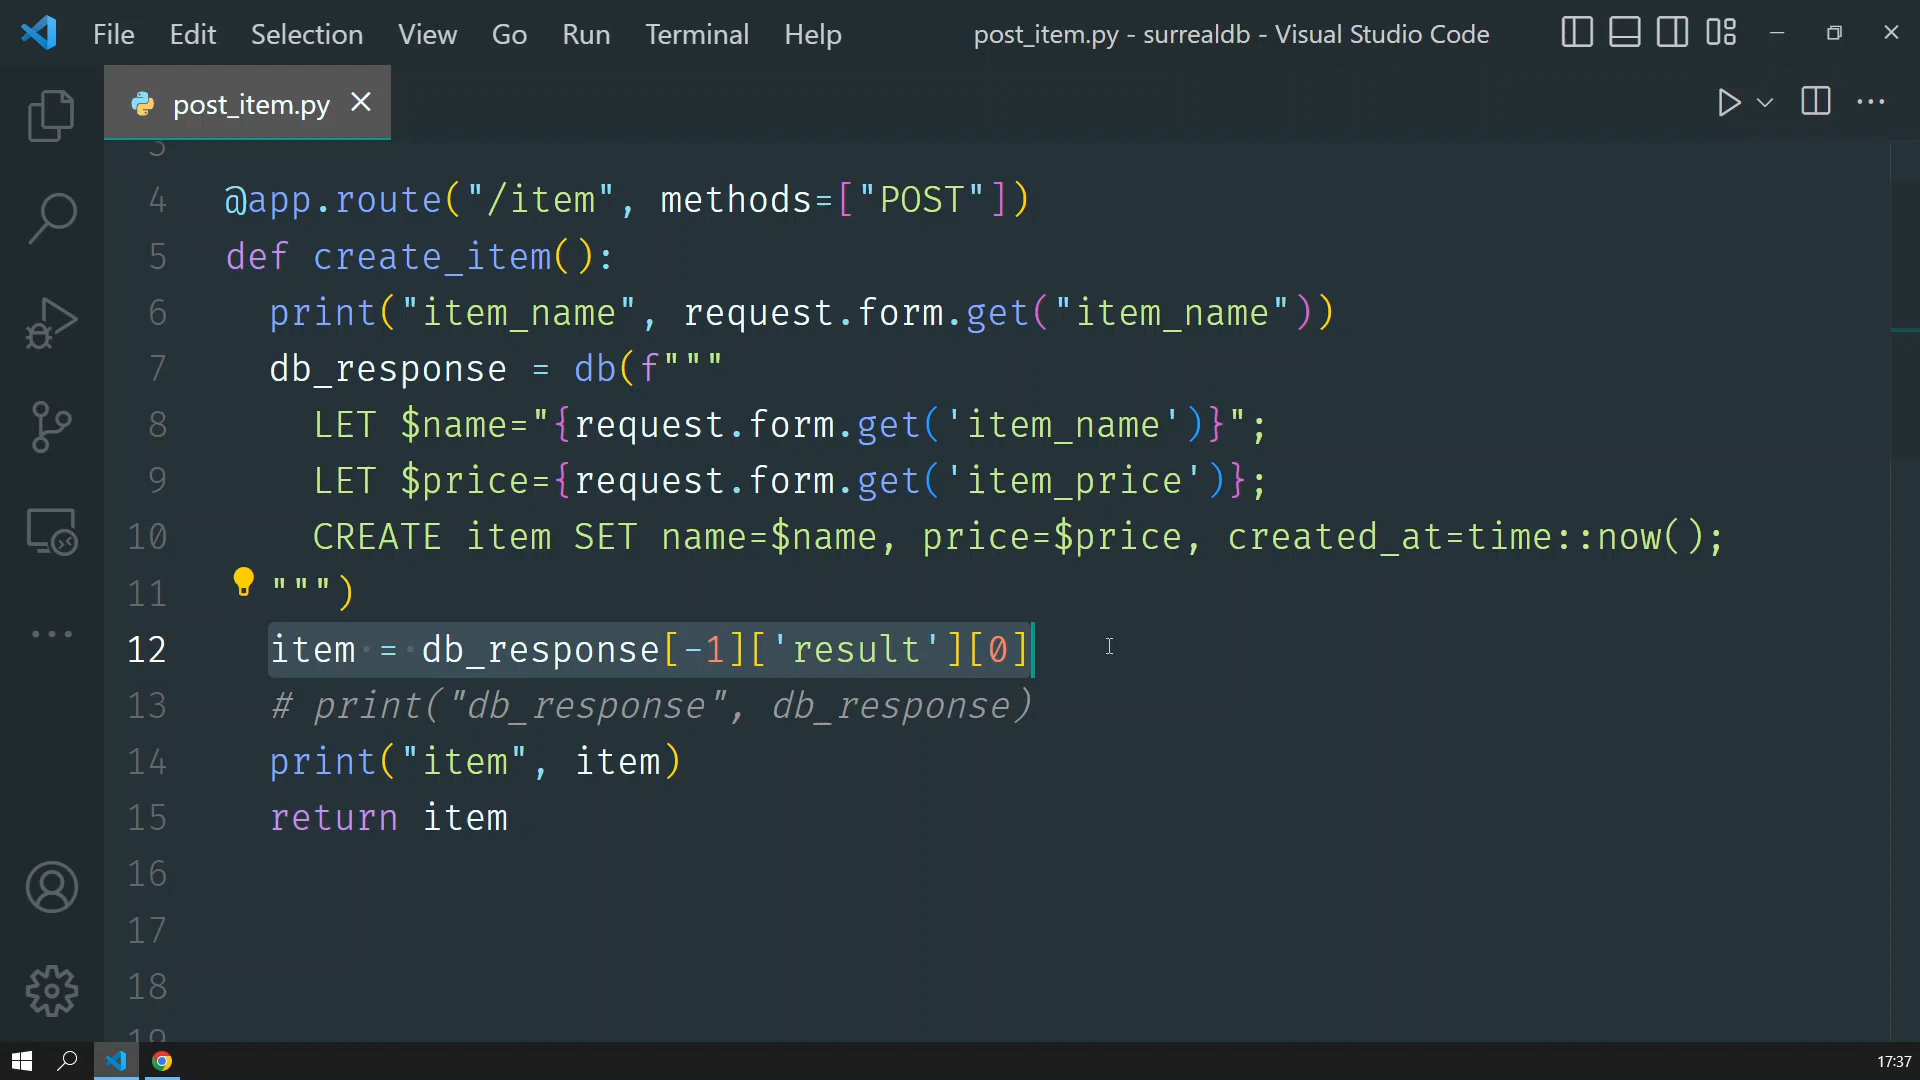 File Edit Selection View Go Run Terminal Help post_item.py - surrealdb - Visual Studio Code
post_item.py
3
4 @app.route("/item", methods=["POST"])
5 def create_item():
6 print("item_name", request.form.get("item_name"))
7 db_response = db(f"""
8 LET $name="{request.form.get('item_name')}";
9 LET $price={request.form.get('item_price')};
10 CREATE item SET name=$name, price=$price, created_at=time::now();
11 """)
12 item = db_response[-1]['result'][0]
13 # print("db_response", db_response)
14 print("item", item)
15 return item
16
17
18
19
17:37